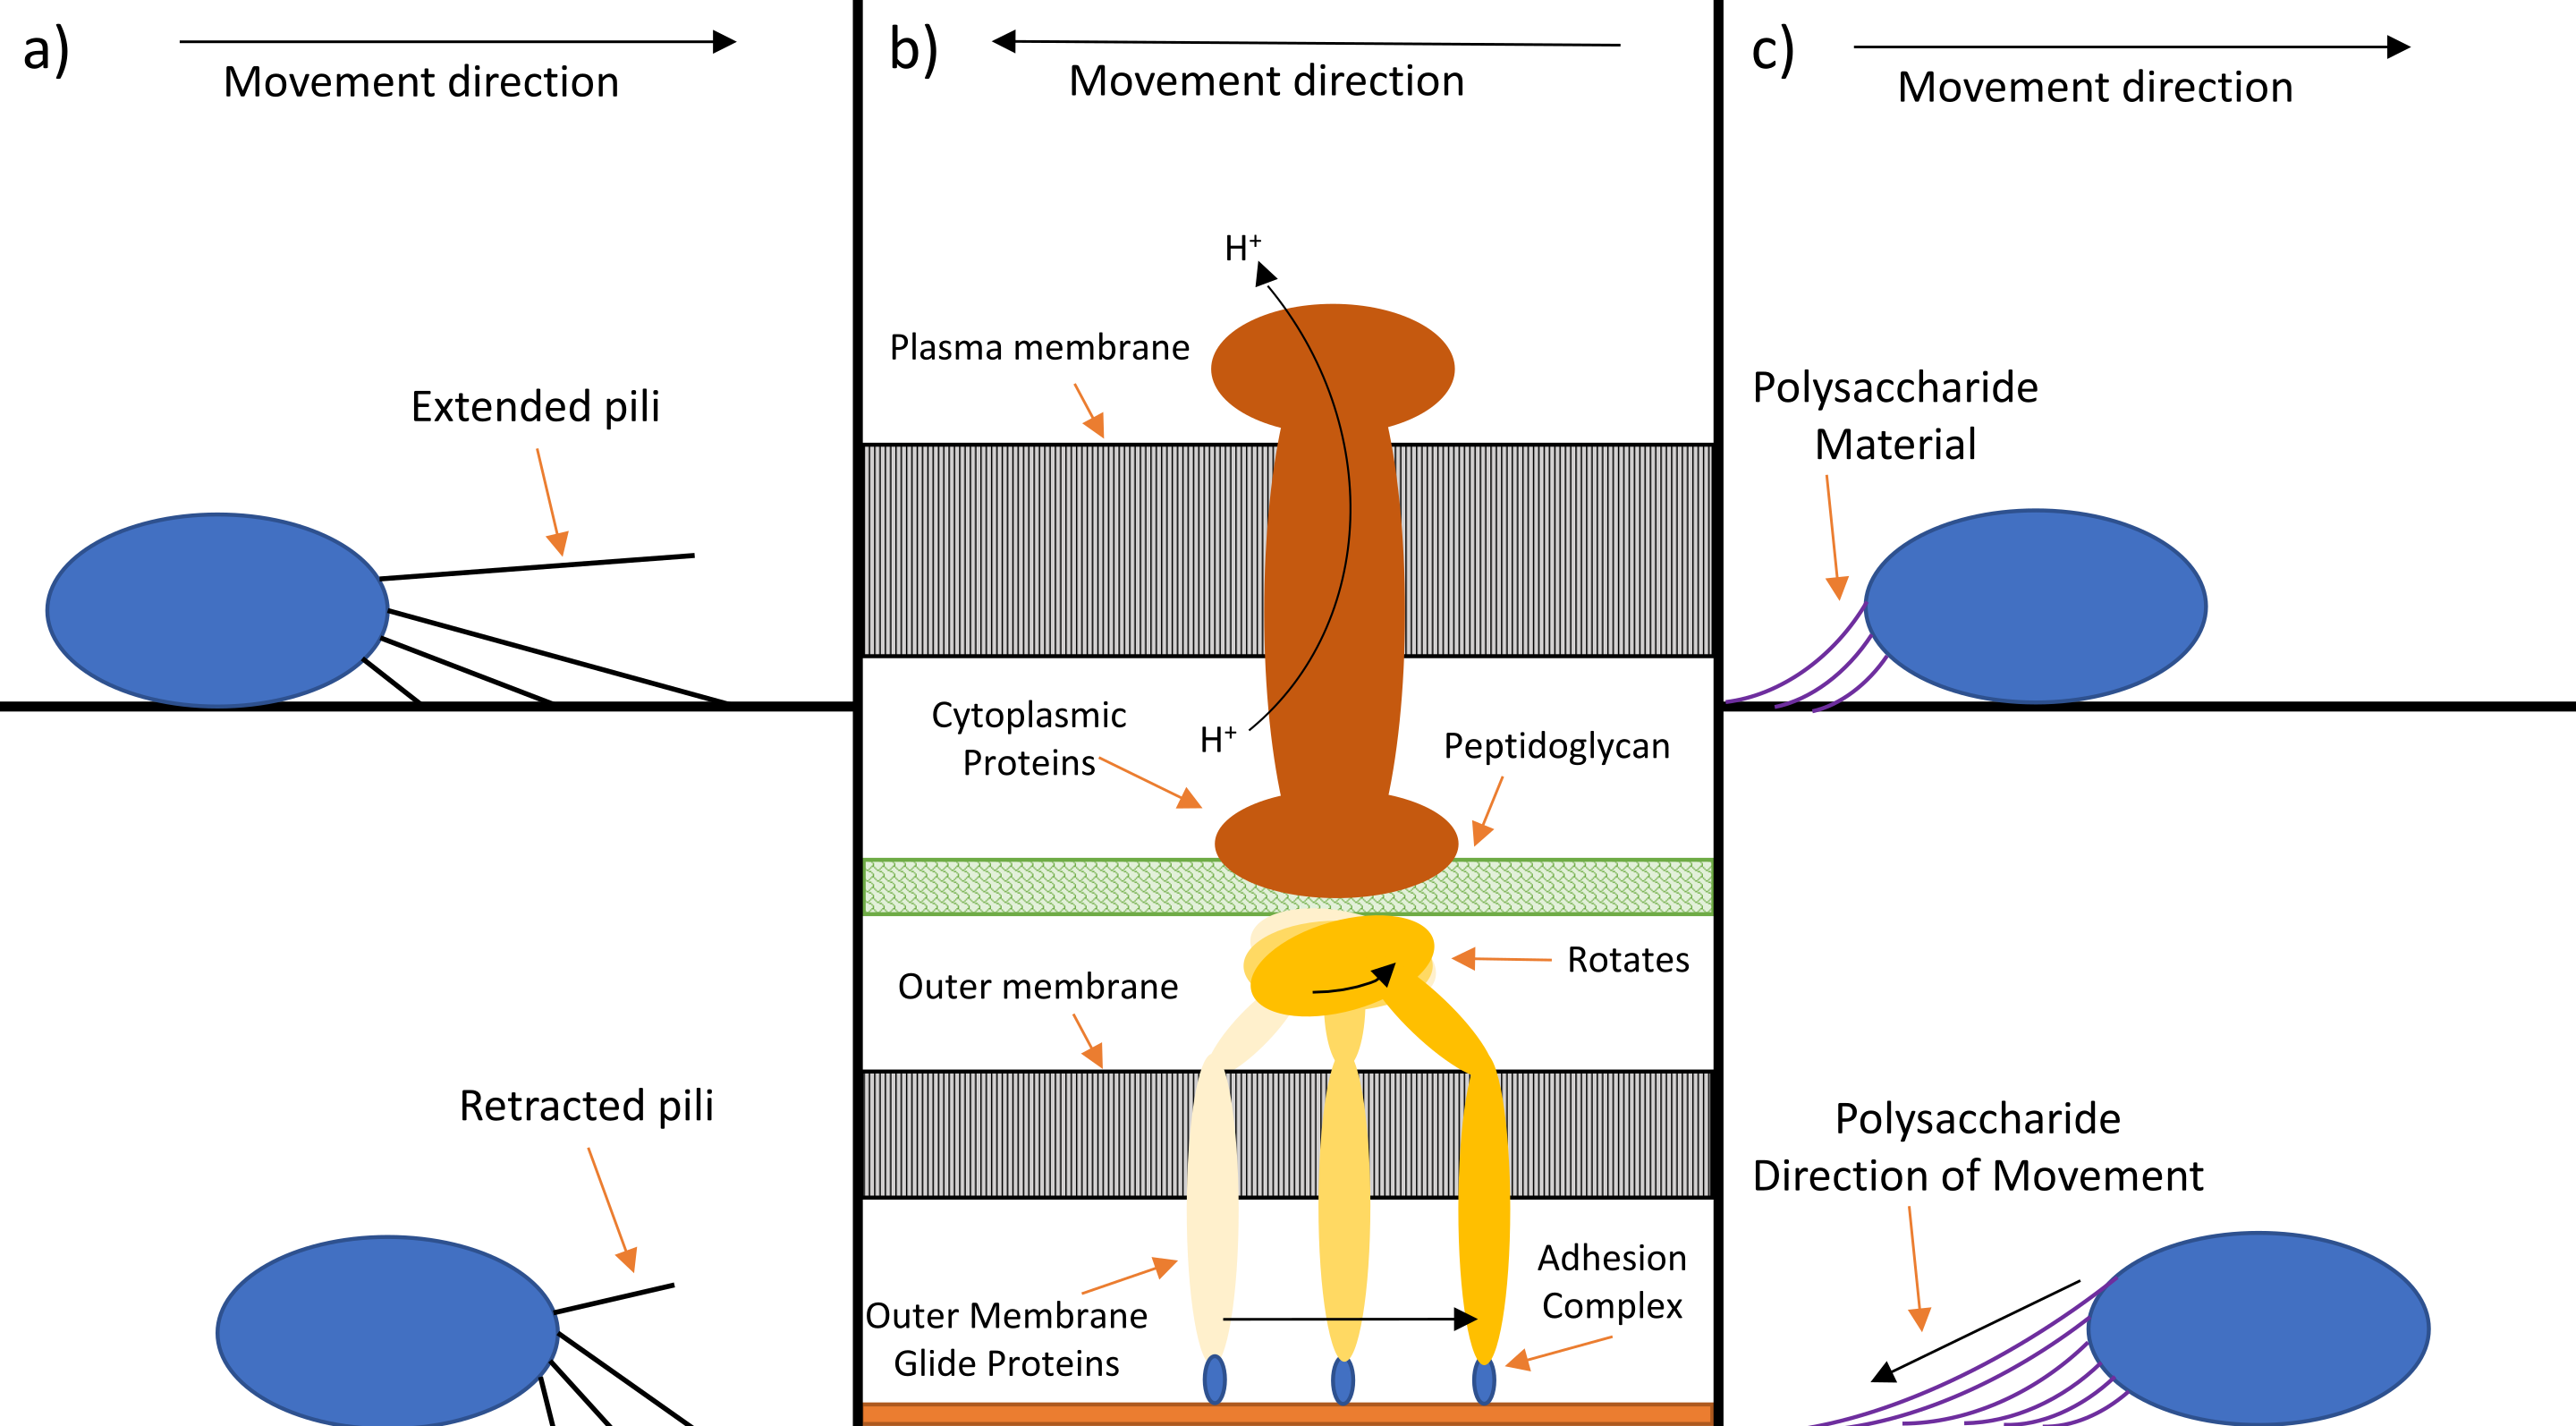 a)
Movement direction
Extended pili
Retracted pili
b)
Movement direction
H⁺
Plasma membrane
Cytoplasmic
Proteins
H⁺
Peptidoglycan
Rotates
Outer membrane
Adhesion
Complex
Outer Membrane
Glide Proteins
c)
Movement direction
Polysaccharide
Material
Polysaccharide
Direction of Movement